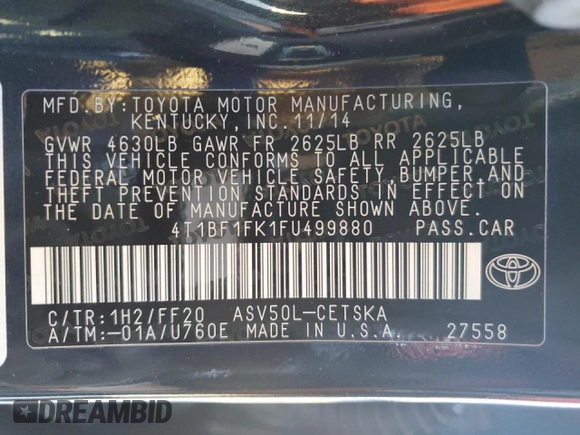 MFD.BY:TOYOTA MOTOR MANUFACTURING,
KENTUCKY, INC. 11/14
GVWR 4630LB GAWR FR 2625LB RR 2625LB
THIS VEHICLE CONFORMS TO ALL APPLICABLE
FEDERAL MOTOR VEHICLE SAFETY, BUMPER, AND
THEFT PREVENTION STANDARDS IN EFFECT ON
THE DATE OF MANUFACTURE SHOWN ABOVE.
4T1BF1FK1FU499880 PASS.CAR
C/TR:1H2/FF20 ASV50L-CETSKA
A/TM:-01A/U760E MADE IN U.S.A. 27558
DREAMBID